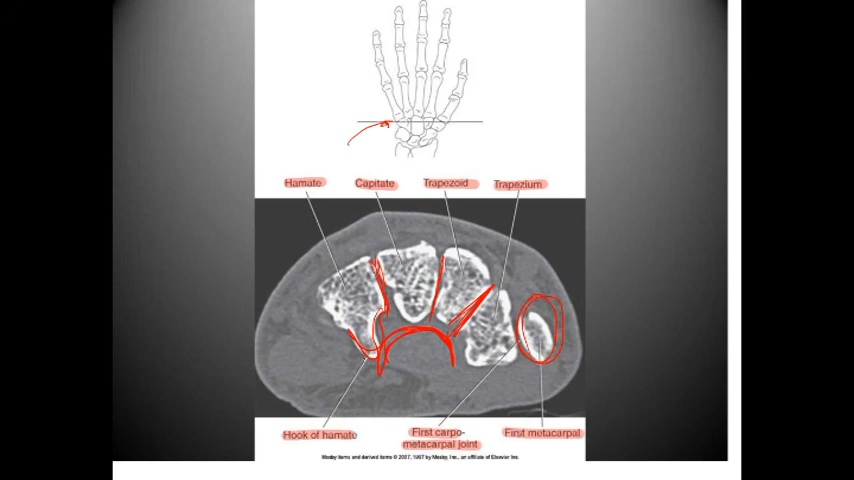 Hamate Capitate Trapezoid Trapezium
Hook of hamate First carpo- First metacarpal
metacarpal joint
Mosby items and derived items © 2007, 1997 by Mosby, Inc., an affiliate of Elsevier Inc.